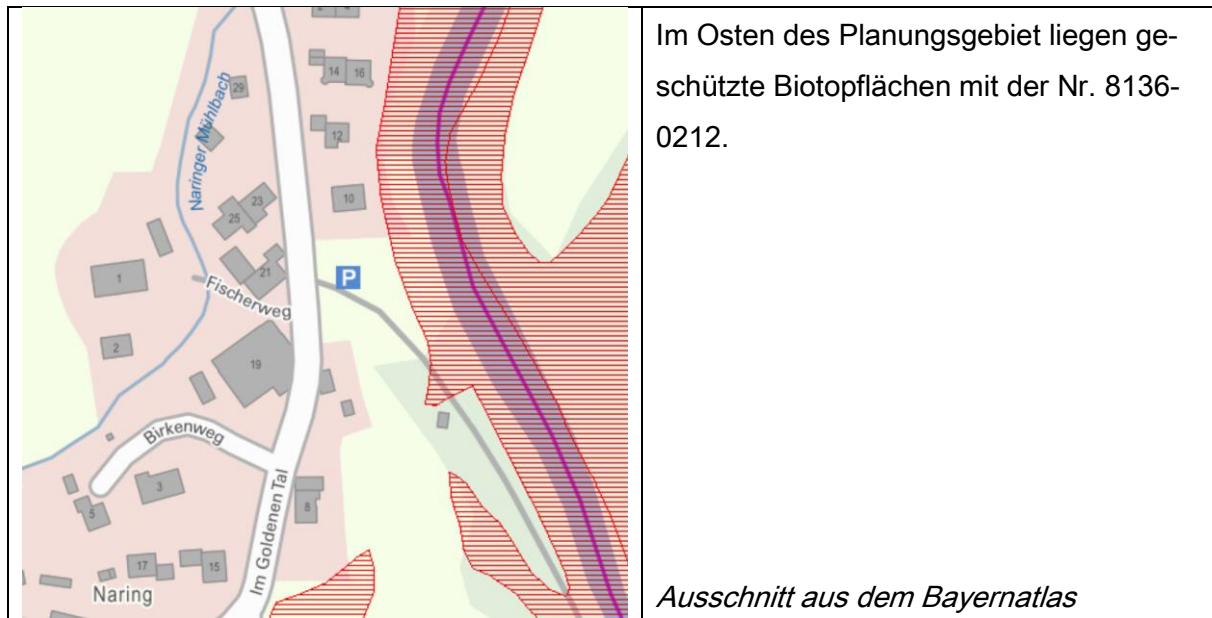 29
Naringer Mühlbach
14 16
12
23
25
10
1
21
P
Fischerweg
2
19
Birkenweg
3
5
8
Im Goldenen Tal
17
15
Naring
Im Osten des Planungsgebiet liegen ge-
schützte Biotopflächen mit der Nr. 8136-
0212.
Ausschnitt aus dem Bayernatlas